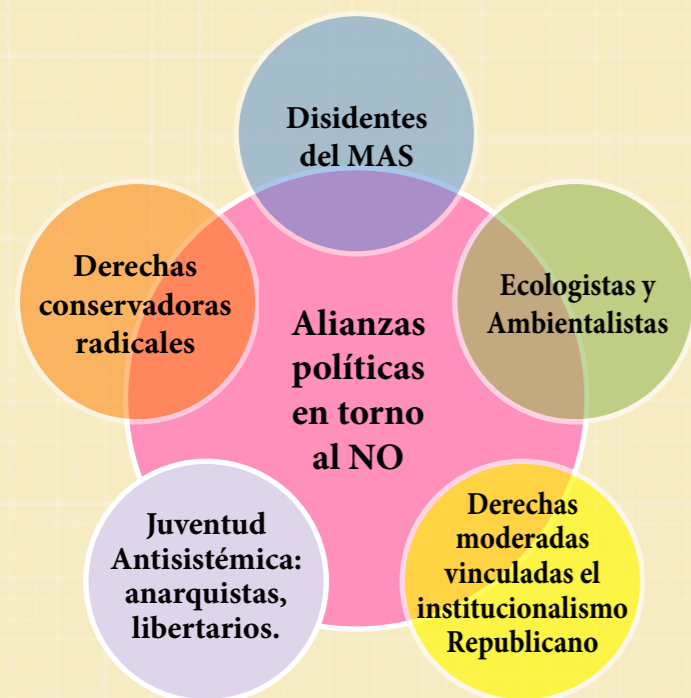 Disidentes
del MAS
Derechas
conservadoras
radicales
Ecologistas y
Ambientalistas
Alianzas
políticas
en torno
al NO
Juventud
Antisistémica:
anarquistas,
libertarios.
Derechas
moderadas
vinculadas el
institucionalismo
Republicano